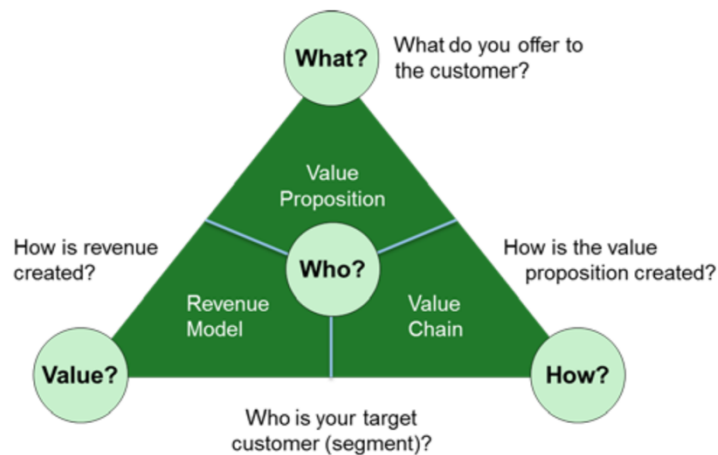 What?
What do you offer to
the customer?
Value
Proposition
How is revenue
created?
Who?
How is the value
proposition created?
Revenue
Model
Value
Chain
Value?
How?
Who is your target
customer (segment)?